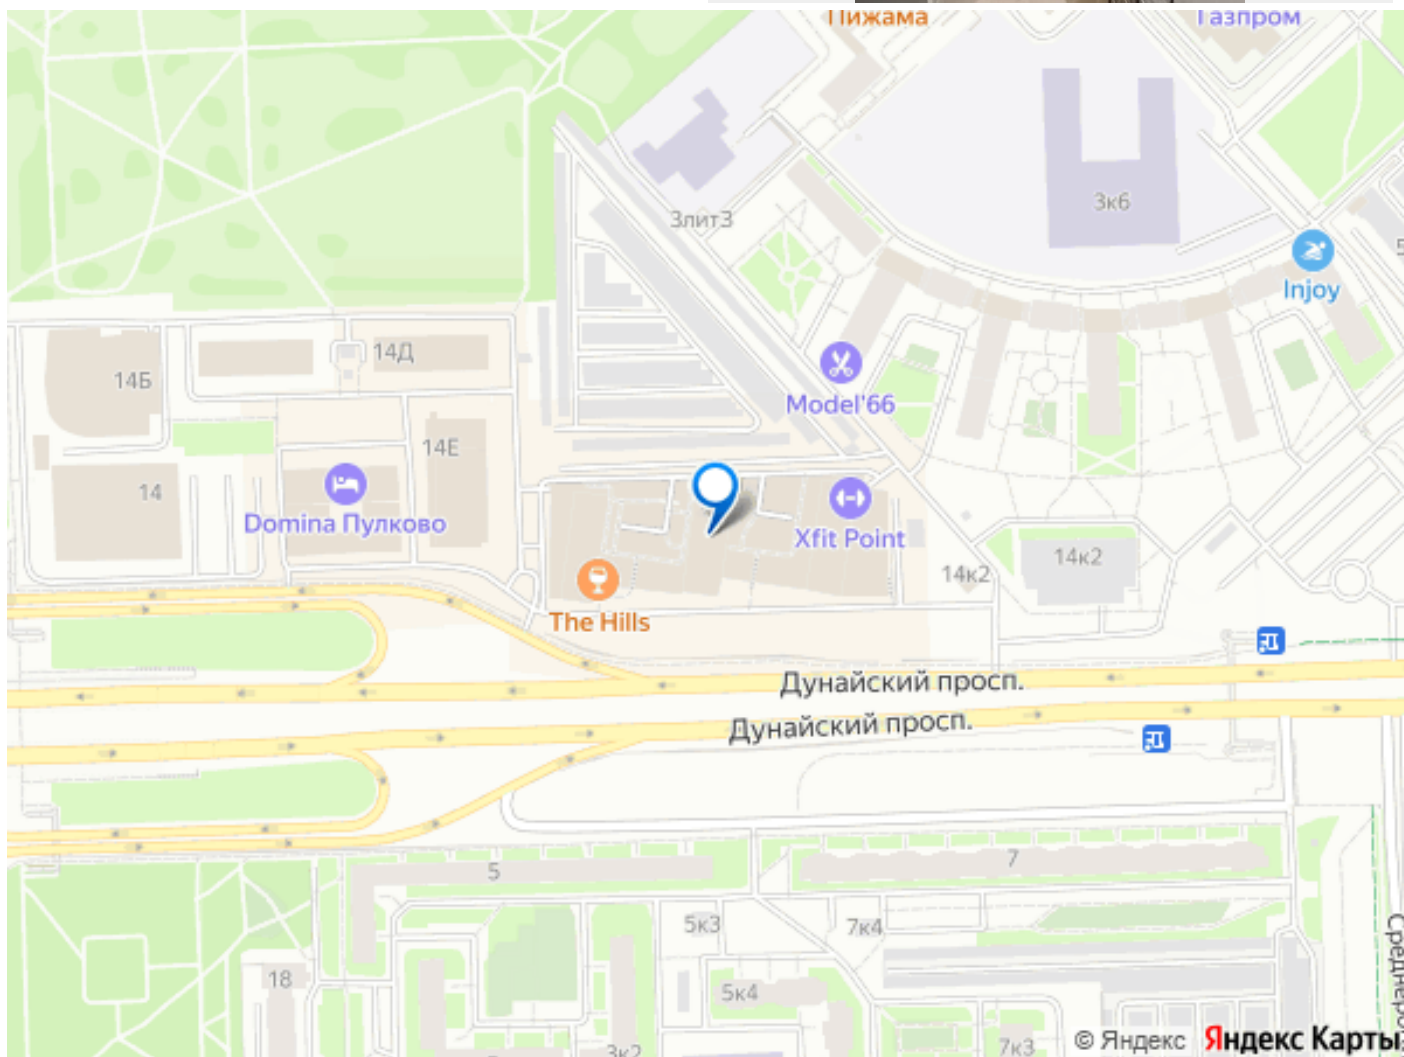 Пижама
Газпром
3лит3
3к6
Injoy
14Д
14Б
Model'66
14Е
14
Domina Пулково
Xfit Point
14к2
14к2
The Hills
Дунайский просп.
Дунайский просп.
5
7
5к3
7к4
18
5к4
3к2
7к3
© Яндекс Яндекс Карты